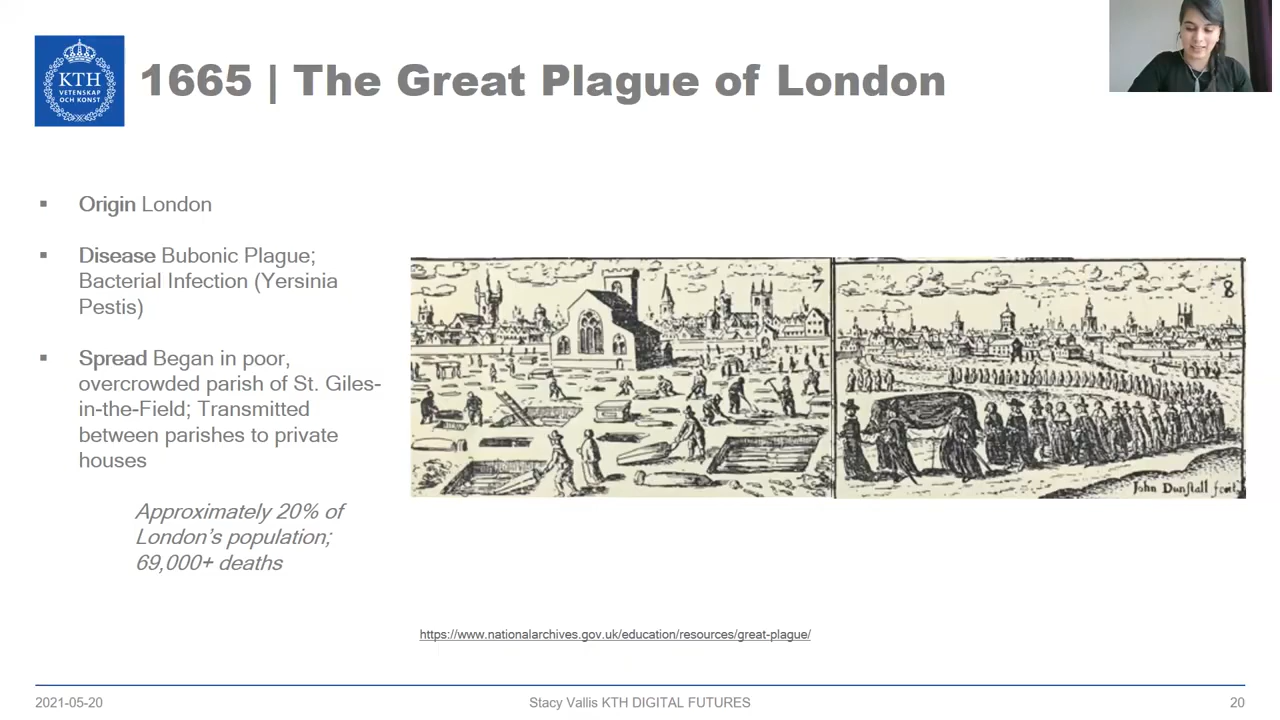 KTH
VETENSKAP
OCH KONST
1665 | The Great Plague of London
Origin London
Disease Bubonic Plague;
Bacterial Infection (Yersinia
Pestis)
Spread Began in poor,
overcrowded parish of St. Giles-
in-the-Field; Transmitted
between parishes to private
houses
Approximately 20% of
London’s population;
69,000+ deaths
7
8
John Dunstall fecit
https://www.nationalarchives.gov.uk/education/resources/great-plague/
2021-05-20
Stacy Vallis KTH DIGITAL FUTURES
20